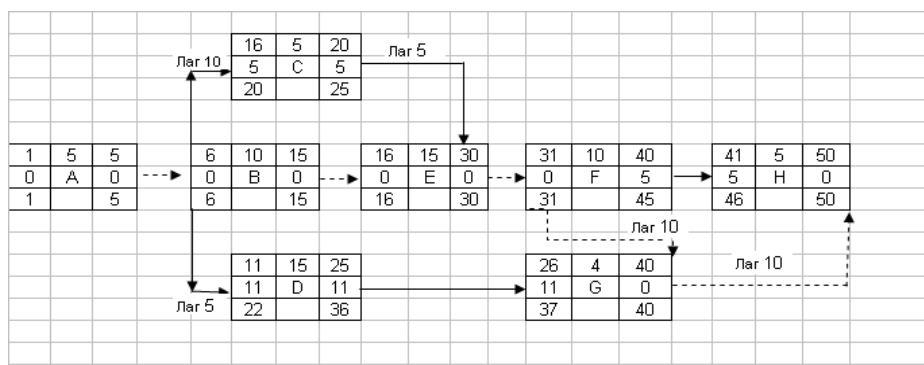 16 5 20
Лаг 5
Лаг 10
5 C 5
20 25
1 5 5
6 10 15
16 15 30
31 10 40
41 5 50
0 A 0
0 B 0
0 E 0
0 F 5
5 H 0
1 5
6 15
16 30
31 45
46 50
Лаг 10
11 15 25
26 4 40
Лаг 10
11 D 11
11 G 0
Лаг 5
22 36
37 40